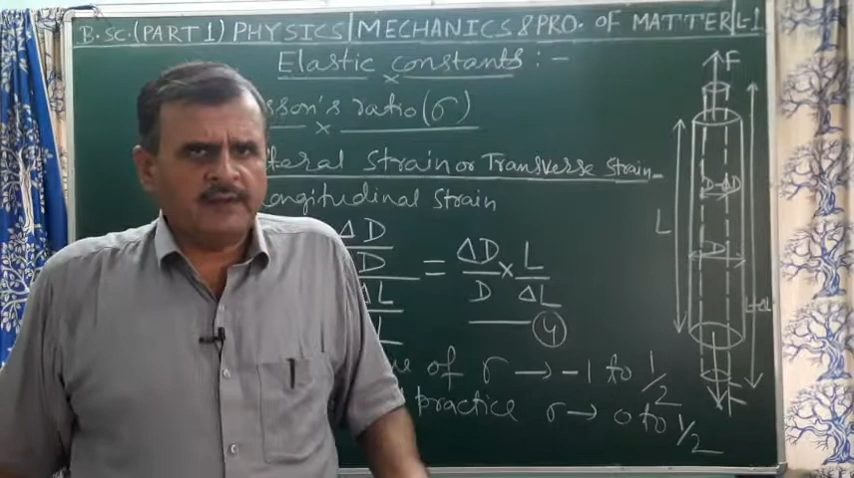 B.Sc.(PART 1) PHYSICS MECHANICS & PRO. OF MATTER L-1
Elastic Constants :-
sson's ratio (σ)
teral Strain or Transverse Strain
ongitudinal Strain
ΔD
D
ΔL
L
= ΔD/D × L/ΔL
4
ue of σ → -1 to 1/2
practice σ → 0 to 1/2
F
L
D-d
D
L+ΔL
F